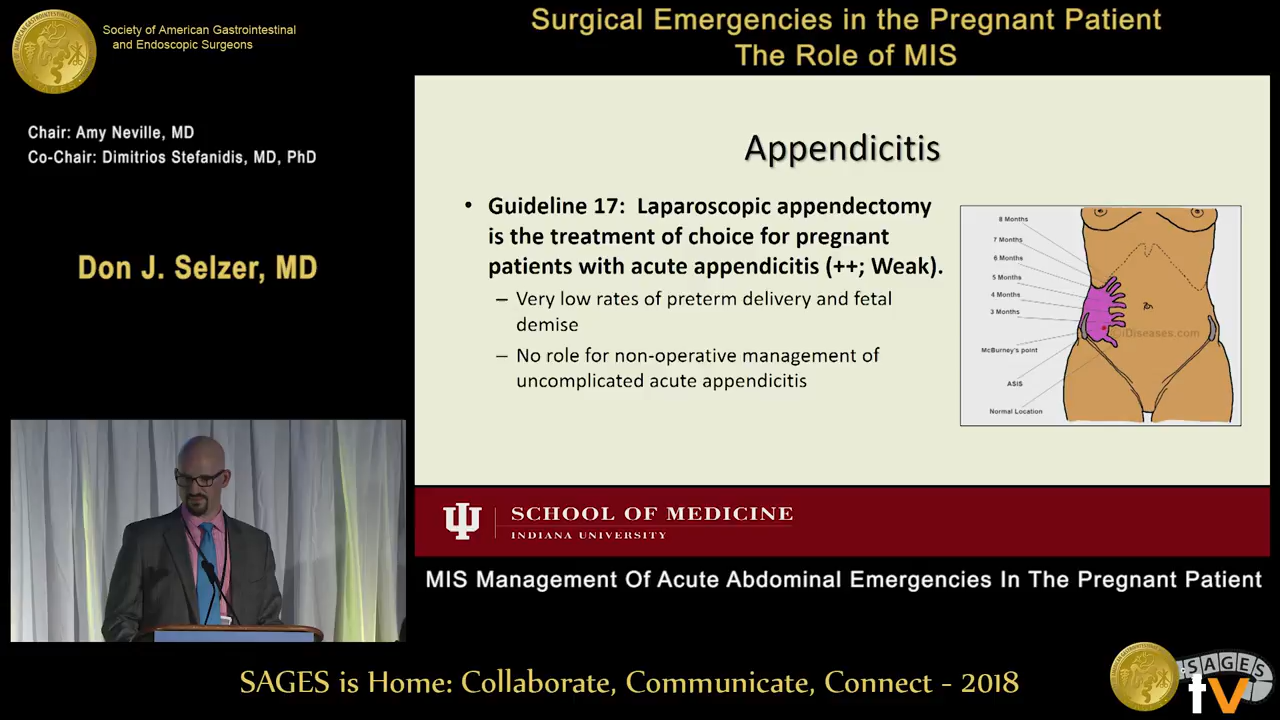 Society of American Gastrointestinal
and Endoscopic Surgeons
Surgical Emergencies in the Pregnant Patient
The Role of MIS
Chair: Amy Neville, MD
Co-Chair: Dimitrios Stefanidis, MD, PhD
Don J. Selzer, MD
Appendicitis
• Guideline 17: Laparoscopic appendectomy
is the treatment of choice for pregnant
patients with acute appendicitis (++; Weak).
– Very low rates of preterm delivery and fetal
demise
– No role for non-operative management of
uncomplicated acute appendicitis
8 Months
7 Months
6 Months
5 Months
4 Months
3 Months
McBurney's point
ASIS
Normal Location
Diseases.com
SCHOOL OF MEDICINE
INDIANA UNIVERSITY
MIS Management Of Acute Abdominal Emergencies In The Pregnant Patient
SAGES is Home: Collaborate, Communicate, Connect - 2018
SAGES
tv